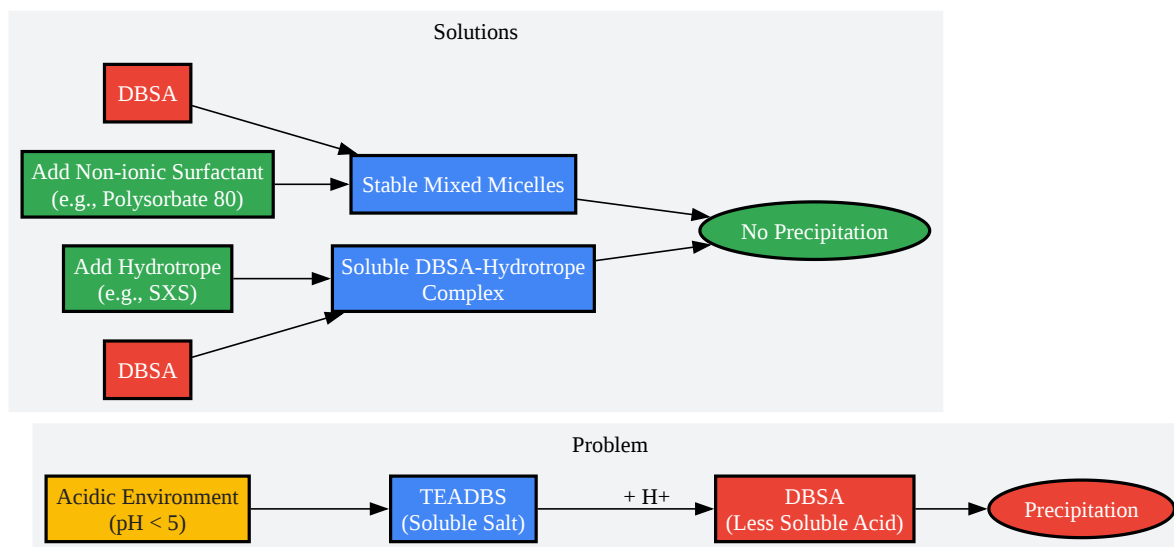 Solutions
DBSA
Add Non-ionic Surfactant
(e.g., Polysorbate 80)
Stable Mixed Micelles
No Precipitation
Add Hydrotrope
(e.g., SXS)
Soluble DBSA-Hydrotrope
Complex
DBSA
Problem
Acidic Environment
(pH < 5)
TEADBS
(Soluble Salt)
+ H+
DBSA
(Less Soluble Acid)
Precipitation